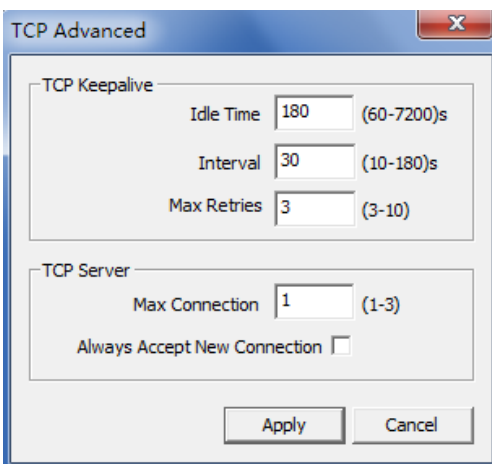 TCP Advanced
TCP Keepalive
Idle Time 180 (60-7200)s
Interval 30 (10-180)s
Max Retries 3 (3-10)
TCP Server
Max Connection 1 (1-3)
Always Accept New Connection
Apply Cancel